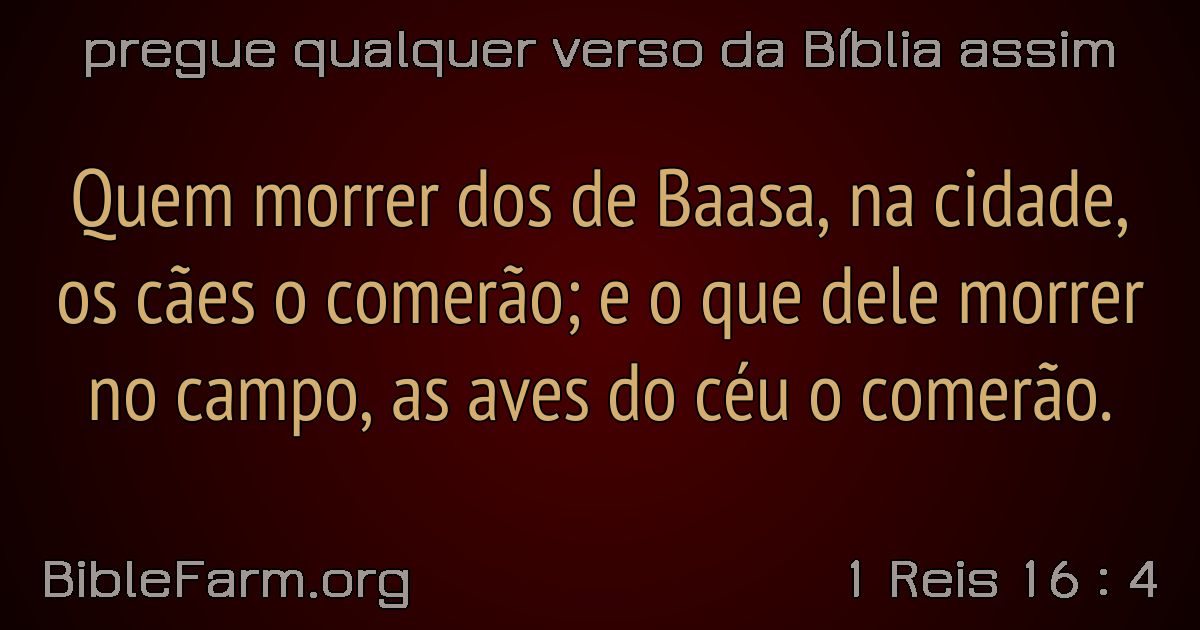 pregue qualquer verso da Bíblia assim
Quem morrer dos de Baasa, na cidade,
os cães o comerão; e o que dele morrer
no campo, as aves do céu o comerão.
BibleFarm.org
1 Reis 16 : 4